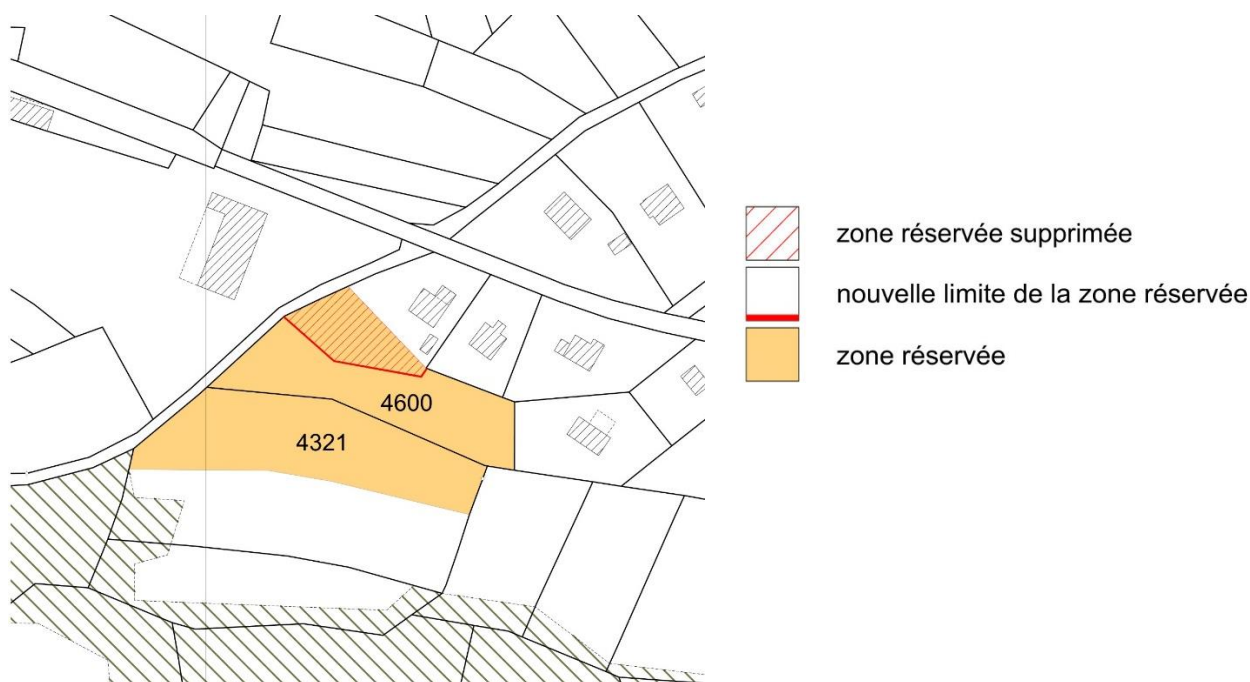 zone réservée supprimée
nouvelle limite de la zone réservée
zone réservée
4600
4321